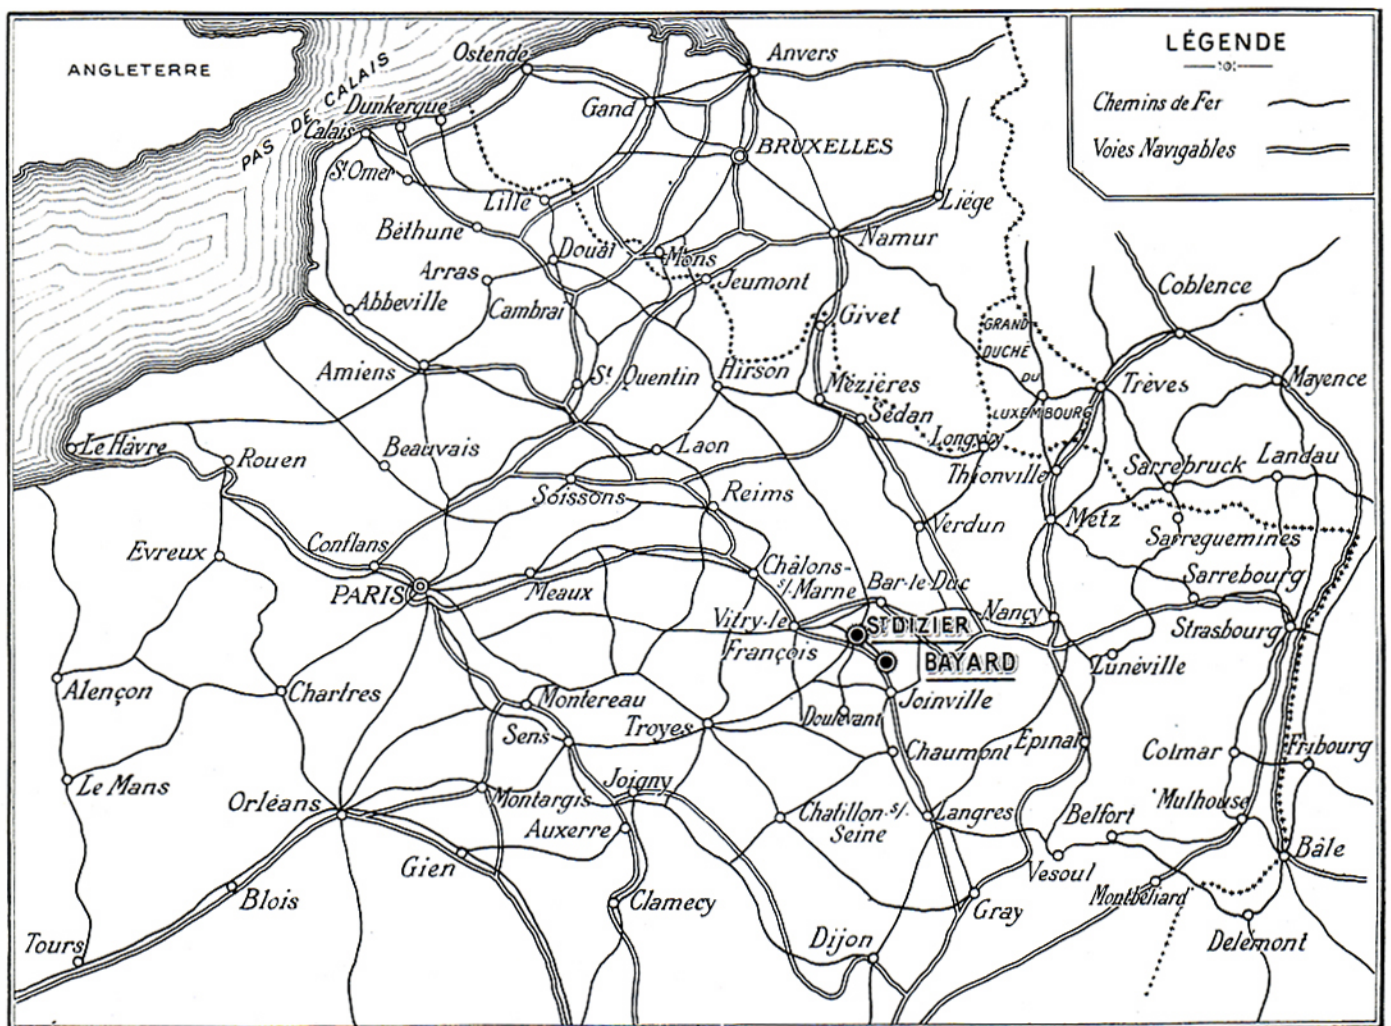 LÉGENDE
Chemins de Fer
Voies Navigables
ANGLETERRE
PAS DE CALAIS
Ostende
Anvers
Dunkerque
Gand
Calais
BRUXELLES
St Omer
Lille
Liége
Béthune
Namur
Douai
Mons
Arras
Jeumont
Coblence
Abbeville
Cambrai
Givet
GRAND
DUCHÉ
DU
LUXEMBOURG
Amiens
St Quentin
Hirson
Mézières
Trèves
Mayence
Sédan
Le Hâvre
Rouen
Beauvais
Laon
Longwy
Thionville
Sarrebruck
Landau
Soissons
Reims
Verdun
Metz
Sarreguemines
Evreux
Conflans
PARIS
Meaux
Châlons-
s/-Marne
Bar-le-Duc
Sarrebourg
Vitry-le
François
ST DIZIER
Nançy
Strasbourg
BAYARD
Lunéville
Alençon
Chartres
Montereau
Joinville
Troyes
Doulevant
Sens
Chaumont
Epinal
Colmar
Fribourg
Le Mans
Orléans
Montargis
Joigny
Auxerre
Chatillon-s/-
Seine
Langres
Belfort
Mulhouse
Gien
Vesoul
Bâle
Blois
Clamecy
Gray
Montbéliard
Tours
Dijon
Delémont